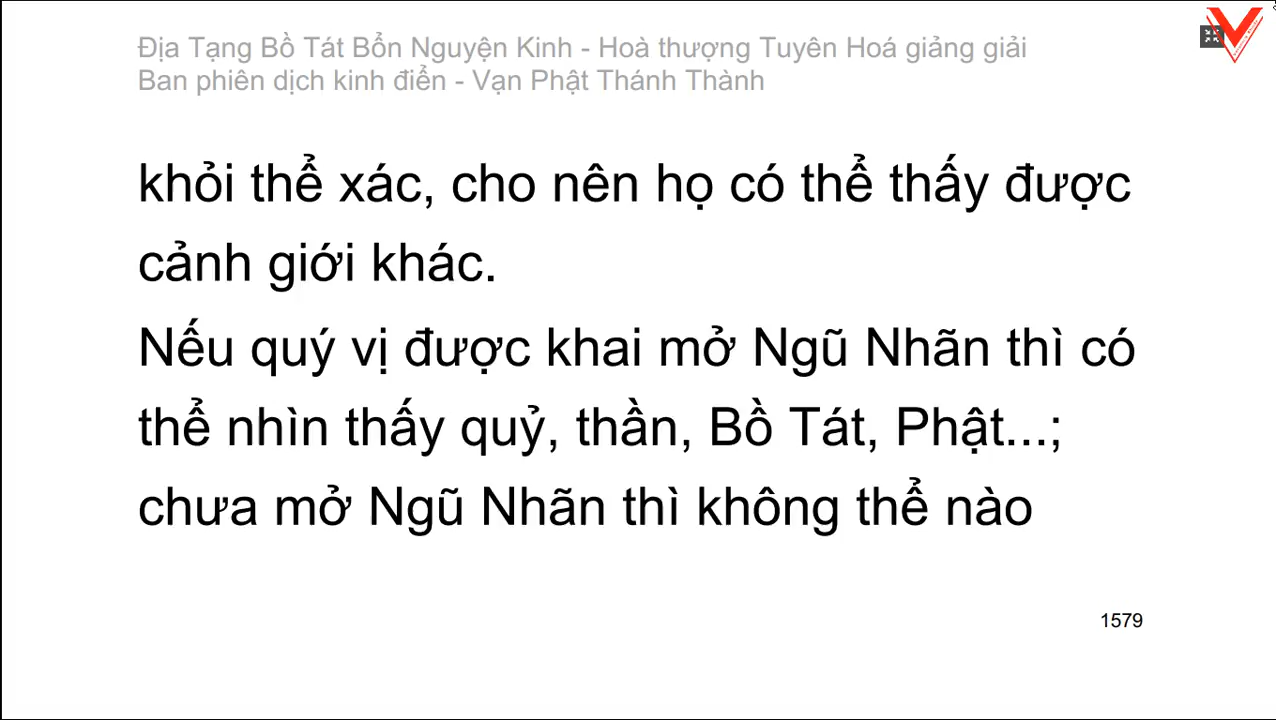 Địa Tạng Bồ Tát Bổn Nguyện Kinh - Hoà thượng Tuyên Hoá giảng giải
Ban phiên dịch kinh điển - Vạn Phật Thánh Thành
khỏi thể xác, cho nên họ có thể thấy được
cảnh giới khác.
Nếu quý vị được khai mở Ngũ Nhãn thì có
thể nhìn thấy quỷ, thần, Bồ Tát, Phật...;
chưa mở Ngũ Nhãn thì không thể nào
1579